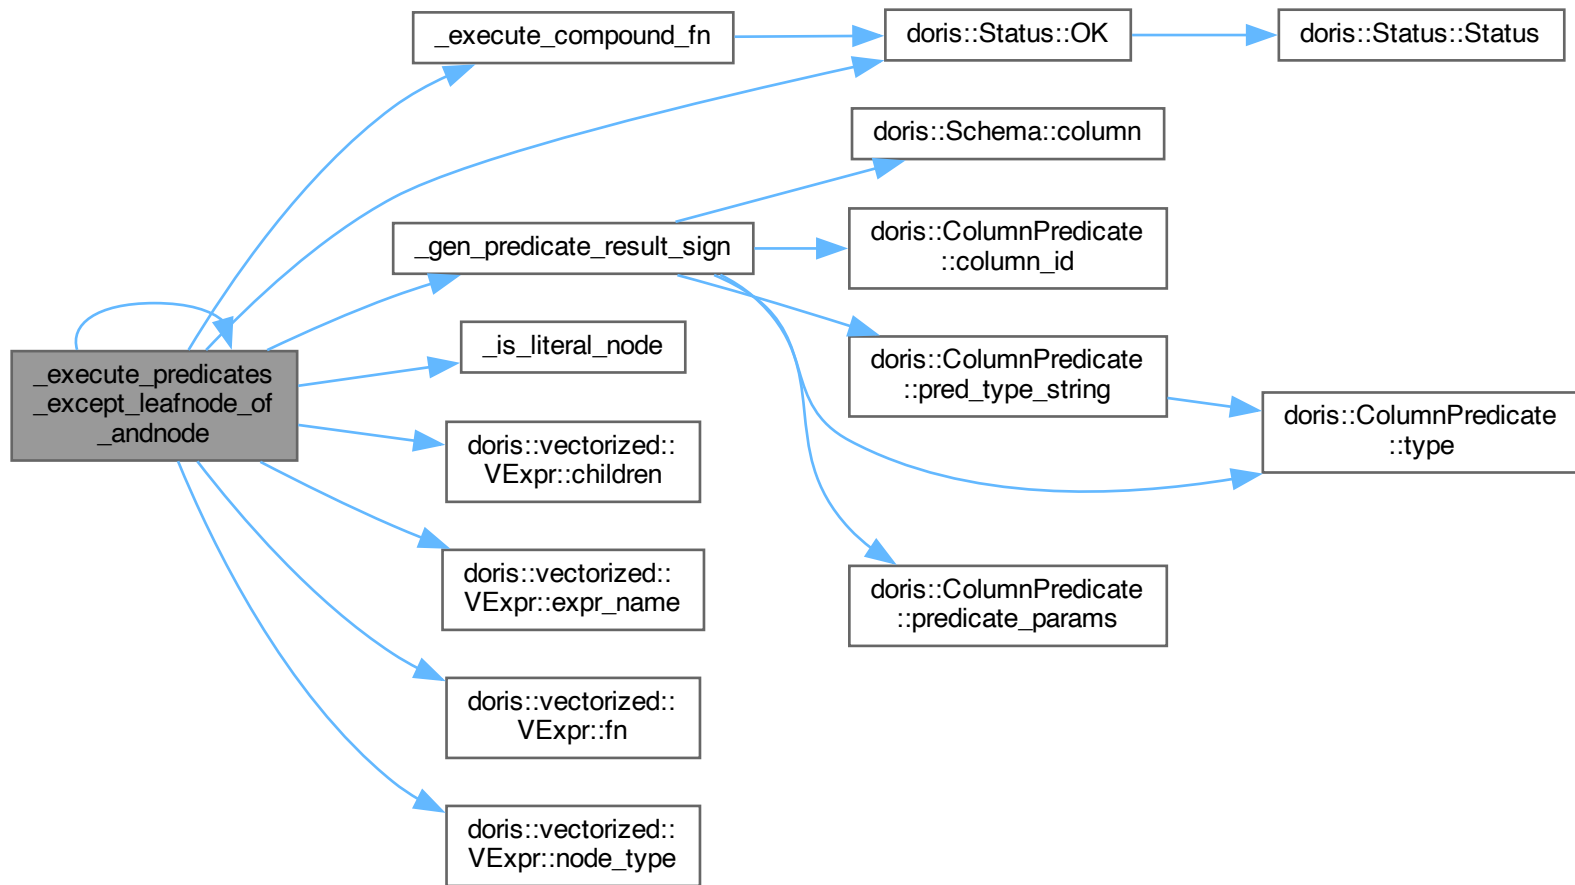 _execute_compound_fn
doris::Status::OK
doris::Status::Status
doris::Schema::column
_gen_predicate_result_sign
doris::ColumnPredicate
::column_id
_is_literal_node
_execute_predicates
_except_leafnode_of
_andnode
doris::ColumnPredicate
::pred_type_string
doris::ColumnPredicate
::type
doris::vectorized::
VExpr::children
doris::vectorized::
VExpr::expr_name
doris::ColumnPredicate
::predicate_params
doris::vectorized::
VExpr::fn
doris::vectorized::
VExpr::node_type